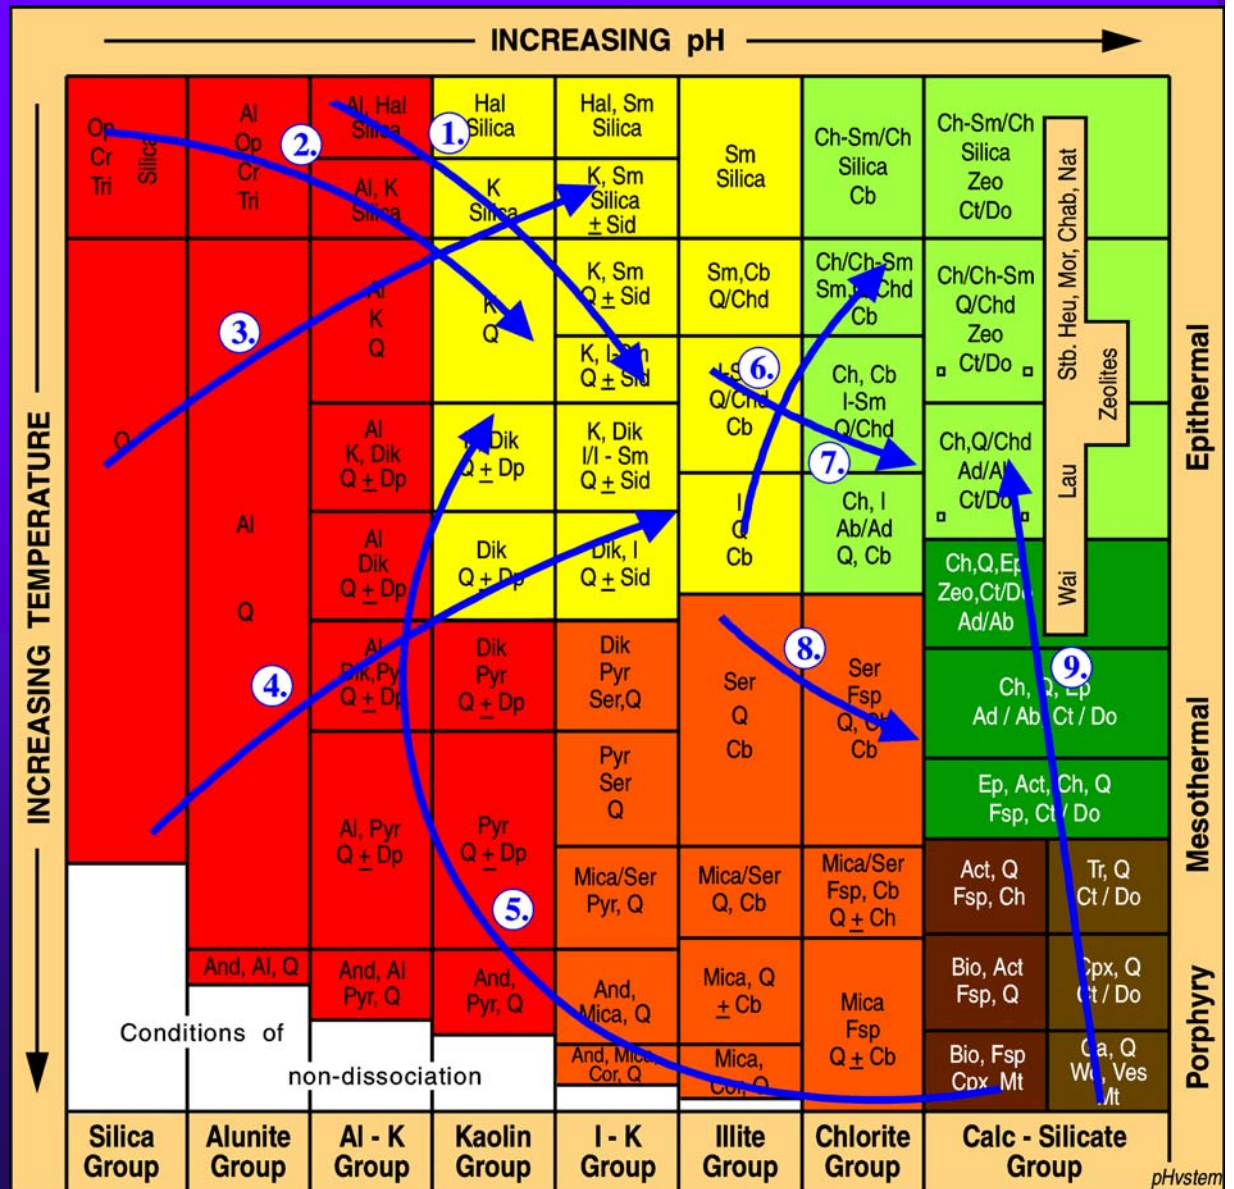 INCREASING pH
INCREASING TEMPERATURE
Op
Cr
Tri
Silica
Al
Op
Cr
Tri
2.
Al, Hal
Silica
Al, K
Silica
1.
Hal
Silica
K
Silica
Hal, Sm
Silica
K, Sm
Silica
± Sid
Sm
Silica
Ch-Sm/Ch
Silica
Cb
Ch-Sm/Ch
Silica
Zeo
Ct/Do
Stb. Heu, Mor, Chab, Nat
Lau
Wai
Zeolites
3.
Q
Al
Q
Al
K
Q
K
Q
K, Sm
Q ± Sid
K, I-Sm
Q ± Sid
Sm,Cb
Q/Chd
6.
Q/Chd
Cb
Ch/Ch-Sm
Cb
Ch, Cb
I-Sm
Q/Chd
7.
Ch/Ch-Sm
Q/Chd
Zeo
Ct/Do
Al
K, Dik
Q ± Dp
Dik
Q ± Dp
K, Dik
I/I - Sm
Q ± Sid
I
Q
Cb
Ch, I
Ab/Ad
Q, Cb
Ch,Q/Chd
Ct/Do
Al
Dik
Q ± Dp
Dik
Q ± Dp
Dik, I
Q ± Sid
Ch,Q,Ep
Ad/Ab
4.
Al
Q ± Dp
Dik
Pyr
Q ± Dp
Dik
Pyr
Ser,Q
Ser
Q
Cb
8.
Ser
Fsp
Cb
9.
Ch, Q, Ep
Ad / Ab, Ct / Do
Al, Pyr
Q ± Dp
Pyr
Q ± Dp
Pyr
Ser
Q
Ep, Act, Ch, Q
Fsp, Ct / Do
5.
Mica/Ser
Pyr, Q
Mica/Ser
Q, Cb
Mica/Ser
Fsp, Cb
Q ± Ch
Act, Q
Fsp, Ch
Tr, Q
Ct / Do
And, Al, Q
And, Al
Pyr, Q
And,
Pyr, Q
And,
Mica, Q
Mica, Q
± Cb
Mica
Fsp
Q ± Cb
Bio, Act
Fsp, Q
Cpx, Q
Ct / Do
And, Mica,
Cor, Q
Mica,
Cor, Q
Bio, Fsp
Cpx, Mt
Ga, Q
Wo, Ves
Mt
Conditions of
non-dissociation
Epithermal
Mesothermal
Porphyry
Silica
Group
Alunite
Group
Al - K
Group
Kaolin
Group
I - K
Group
Illite
Group
Chlorite
Group
Calc - Silicate
Group
pHvstem